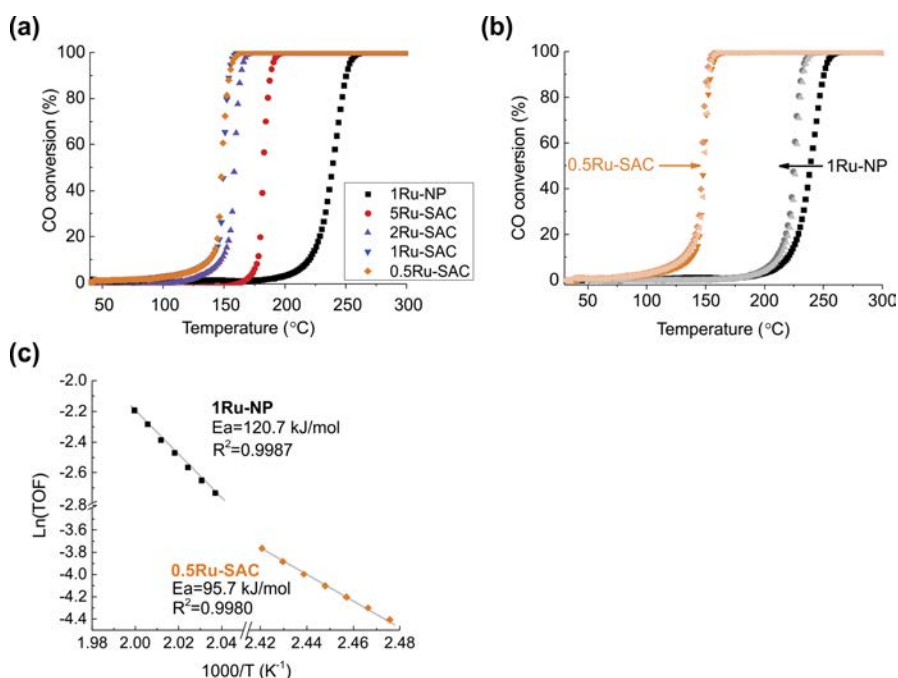 (a)
100
80
60
40
20
0
CO conversion (%)
50 100 150 200 250 300
Temperature (°C)
1Ru-NP
5Ru-SAC
2Ru-SAC
1Ru-SAC
0.5Ru-SAC
(b)
100
80
60
40
20
0
CO conversion (%)
0.5Ru-SAC
1Ru-NP
50 100 150 200 250 300
Temperature (°C)
(c)
-2.0
-2.2
-2.4
-2.6
-2.8
-3.6
-3.8
-4.0
-4.2
-4.4
Ln(TOF)
1Ru-NP
Ea=120.7 kJ/mol
R²=0.9987
0.5Ru-SAC
Ea=95.7 kJ/mol
R²=0.9980
1.98 2.00 2.02 2.04 2.42 2.44 2.46 2.48
1000/T (K⁻¹)